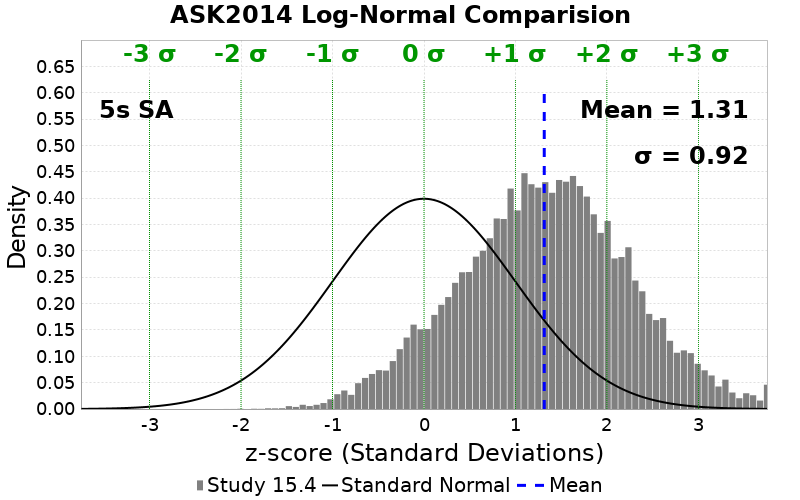 ASK2014 Log-Normal Comparision
-3 σ -2 σ -1 σ 0 σ +1 σ +2 σ +3 σ
5s SA
Mean = 1.31
σ = 0.92
Density
0.65
0.60
0.55
0.50
0.45
0.40
0.35
0.30
0.25
0.20
0.15
0.10
0.05
0.00
-3 -2 -1 0 1 2 3
z-score (Standard Deviations)
Study 15.4 Standard Normal Mean